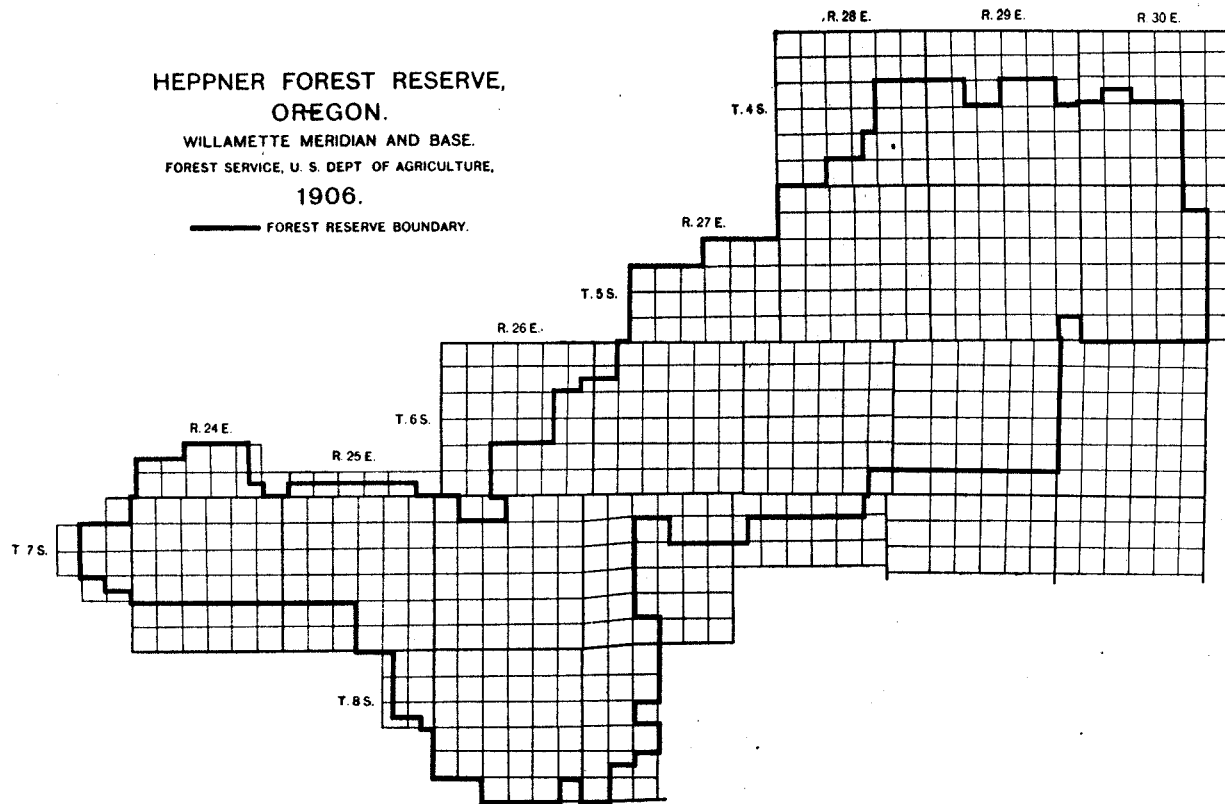 R. 28 E. R. 29 E. R. 30 E.
HEPPNER FOREST RESERVE,
OREGON.
WILLAMETTE MERIDIAN AND BASE.
FOREST SERVICE, U. S. DEPT OF AGRICULTURE,
1906.
FOREST RESERVE BOUNDARY.
T. 4 S.
R. 27 E.
T. 5 S.
R. 26 E.
T. 6 S.
R. 24 E.
R. 25 E.
T. 7 S.
T. 8 S.